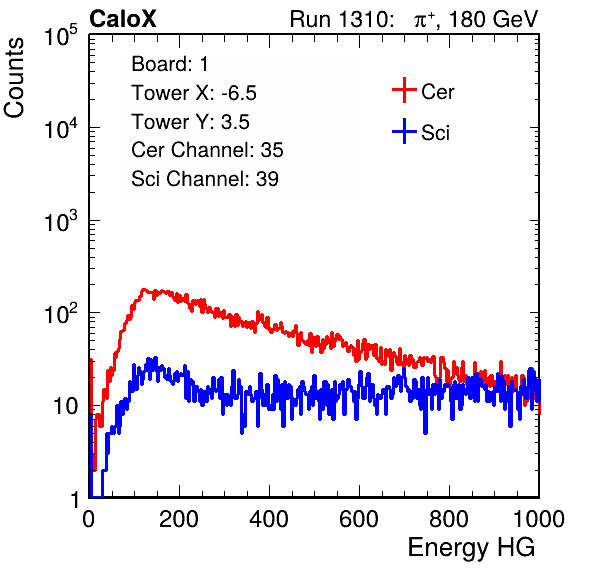 CaloX Run 1310: π⁺, 180 GeV
Board: 1
Tower X: -6.5
Tower Y: 3.5
Cer Channel: 35
Sci Channel: 39
Cer
Sci
Counts
10⁵
10⁴
10³
10²
10
1
0 200 400 600 800 1000
Energy HG